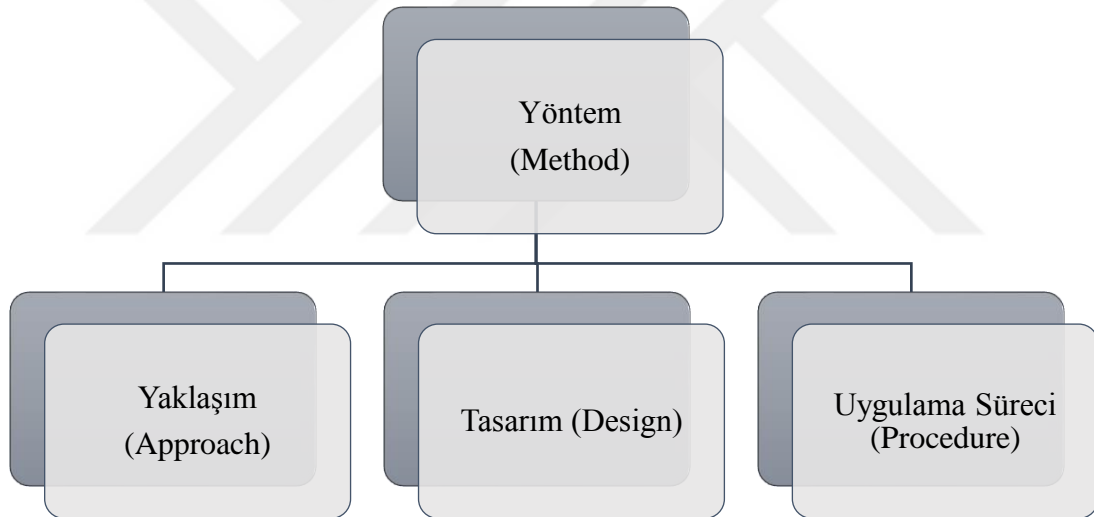 Yöntem
(Method)
Yaklaşım
(Approach)
Tasarım (Design)
Uygulama Süreci
(Procedure)